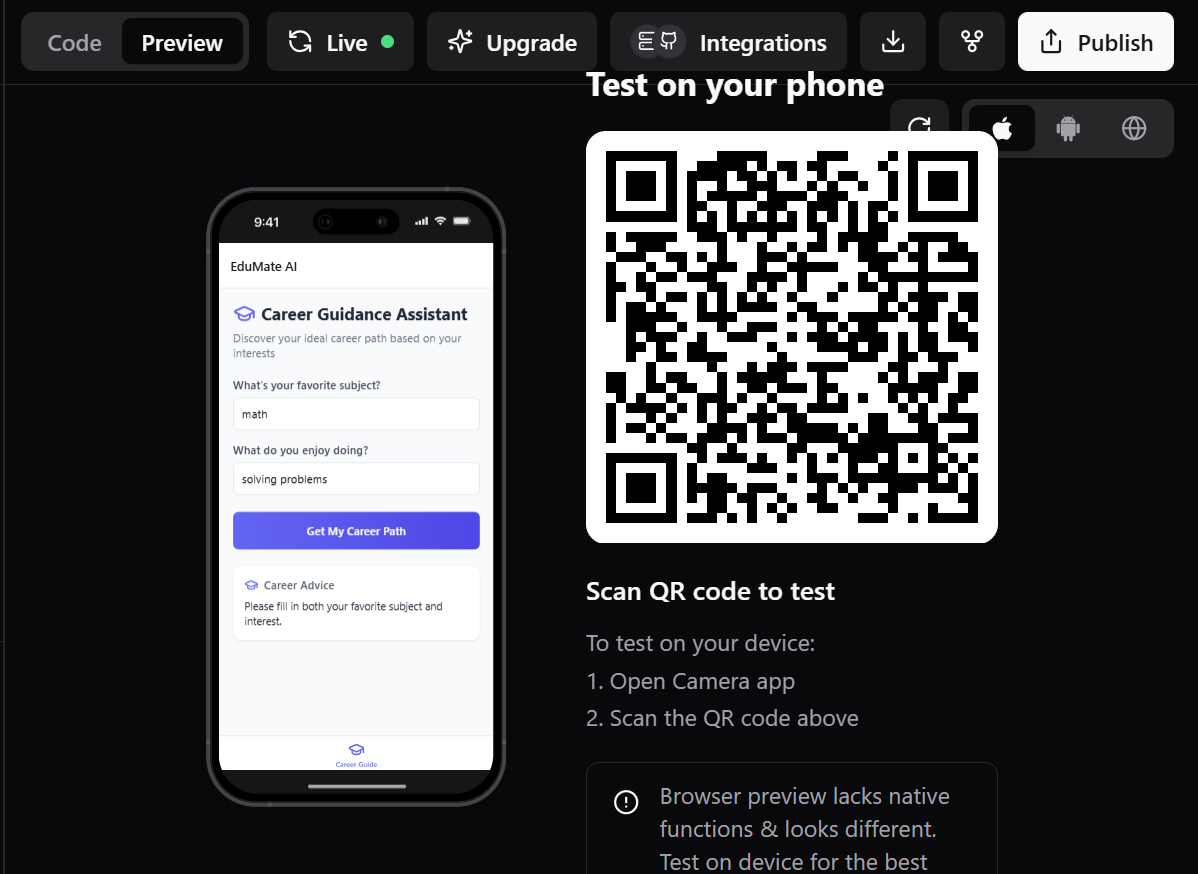 Code
Preview
Live
Upgrade
Integrations
Publish
Test on your phone
9:41
EduMate AI
Career Guidance Assistant
Discover your ideal career path based on your
interests
What's your favorite subject?
math
What do you enjoy doing?
solving problems
Get My Career Path
Career Advice
Please fill in both your favorite subject and
interest.
Career Guide
Scan QR code to test
To test on your device:
1. Open Camera app
2. Scan the QR code above
Browser preview lacks native
functions & looks different.
Test on device for the best